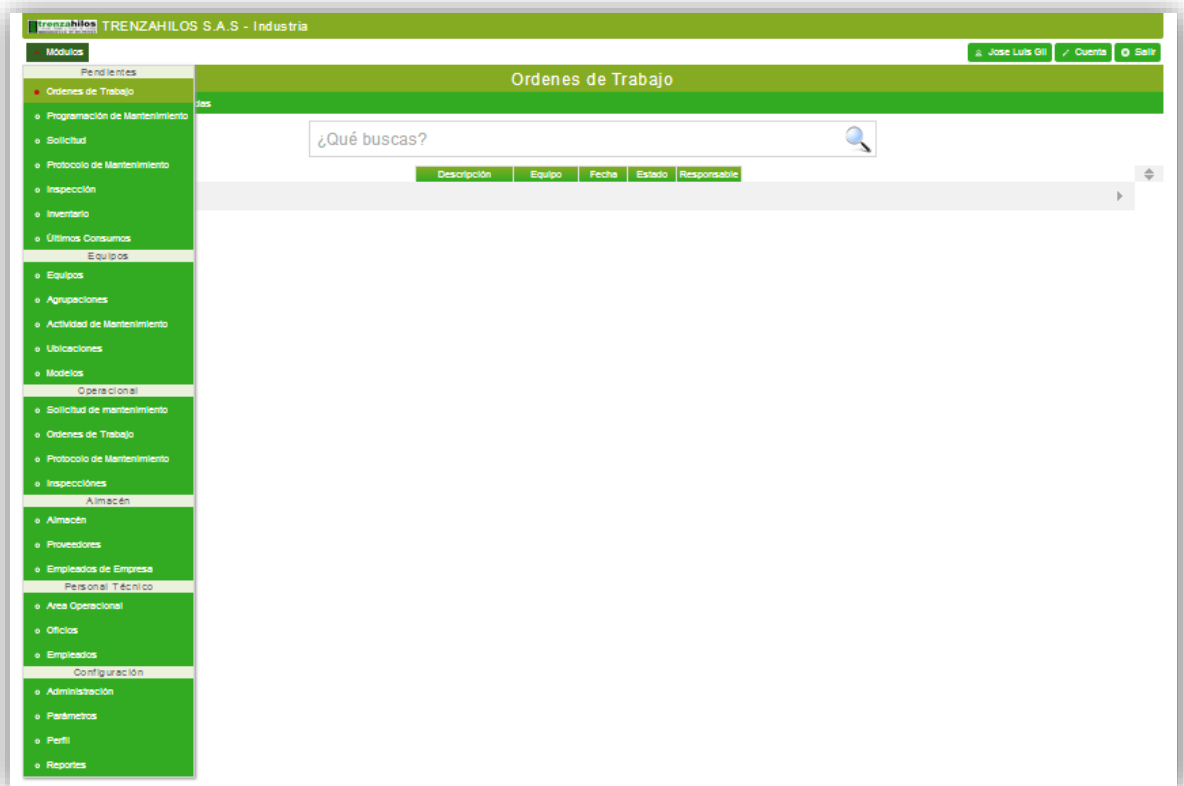 trenzahilos TRENZAHILOS S.A.S - Industria
Módulos
Jose Luis Gil Cuenta Salir
Ordenes de Trabajo
das
¿Qué buscas?
Descripción Equipo Fecha Estado Responsable
Pendientes
Ordenes de Trabajo
Programación de Mantenimiento
Solicitud
Protocolo de Mantenimiento
Inspección
Inventario
Últimos Consumos
Equipos
Equipos
Agrupaciones
Actividad de Mantenimiento
Ubicaciones
Modelos
Operacional
Solicitud de mantenimiento
Ordenes de Trabajo
Protocolo de Mantenimiento
Inspecciónes
Almacén
Almacén
Proveedores
Empleados de Empresa
Personal Técnico
Area Operacional
Oficios
Empleados
Configuración
Administración
Parámetros
Perfil
Reportes